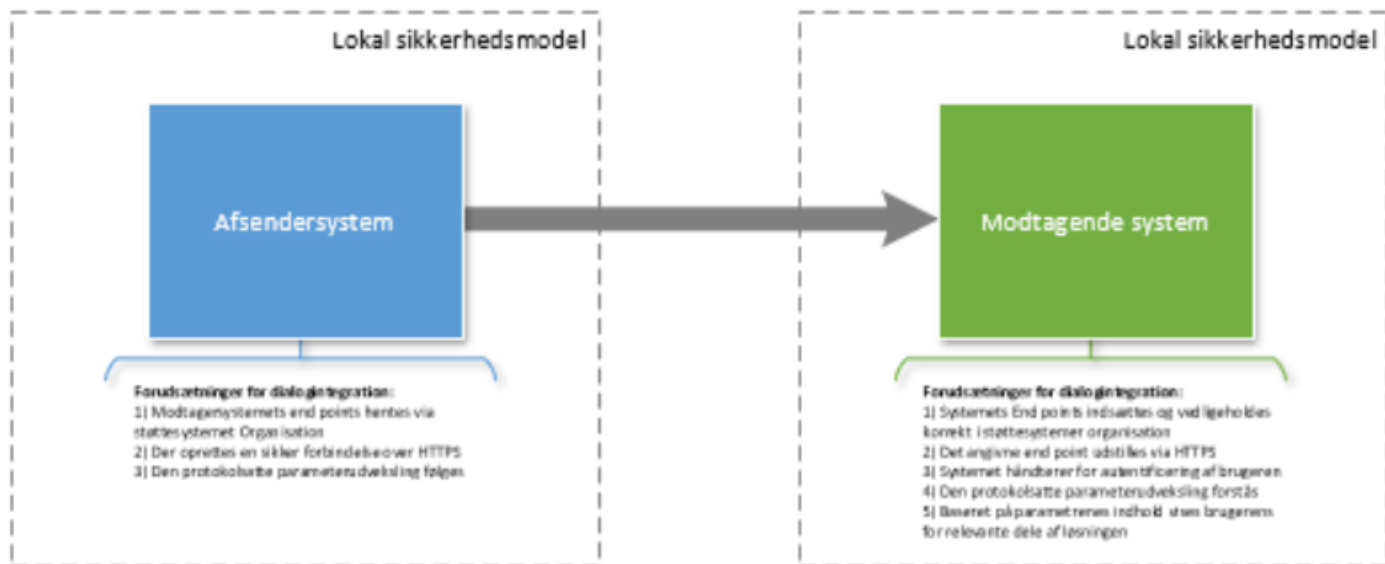 Lokal sikkerhedsmodel
Afsendersystem
Forudsætninger for dialogintegration:
1) Modtagersystemets end points hentes via
støttesystemet Organisation
2) Der oprettes en sikker forbindelse over HTTPS
3) Den protokolsatte parameterudveksling følges
Lokal sikkerhedsmodel
Modtagende system
Forudsætninger for dialogintegration:
1) Systemets End points indsættes og vedligeholdes
korrekt i støttesystemer organisation
2) Det angivne end point udstilles via HTTPS
3) Systemet håndterer for autentificering af brugeren
4) Den protokolsatte parameterudveksling forstås
5) Baseret på parametrenes indhold vises brugerens
for relevante dele af løsningen